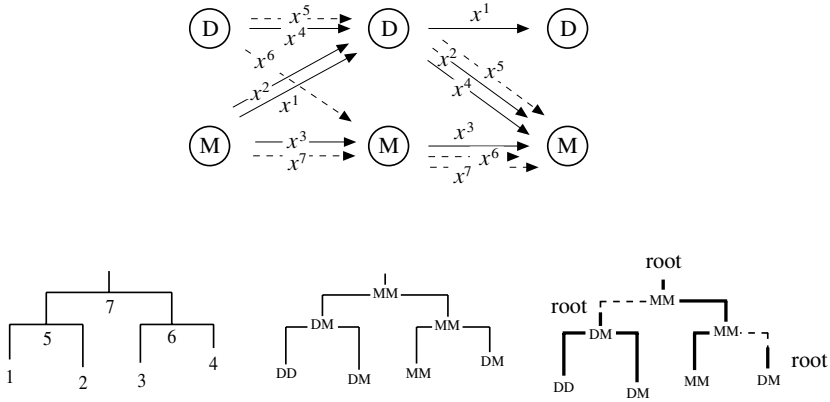 D x⁵ D x¹ D
x⁴
x⁶ x² x⁵
x² x⁴
x¹
M x³ M x³ M
x⁷ x⁶
x⁷
root
7 MM MM
root
5 6 DM MM DM MM
1 2 3 4 DD DM MM DM DD DM MM DM root